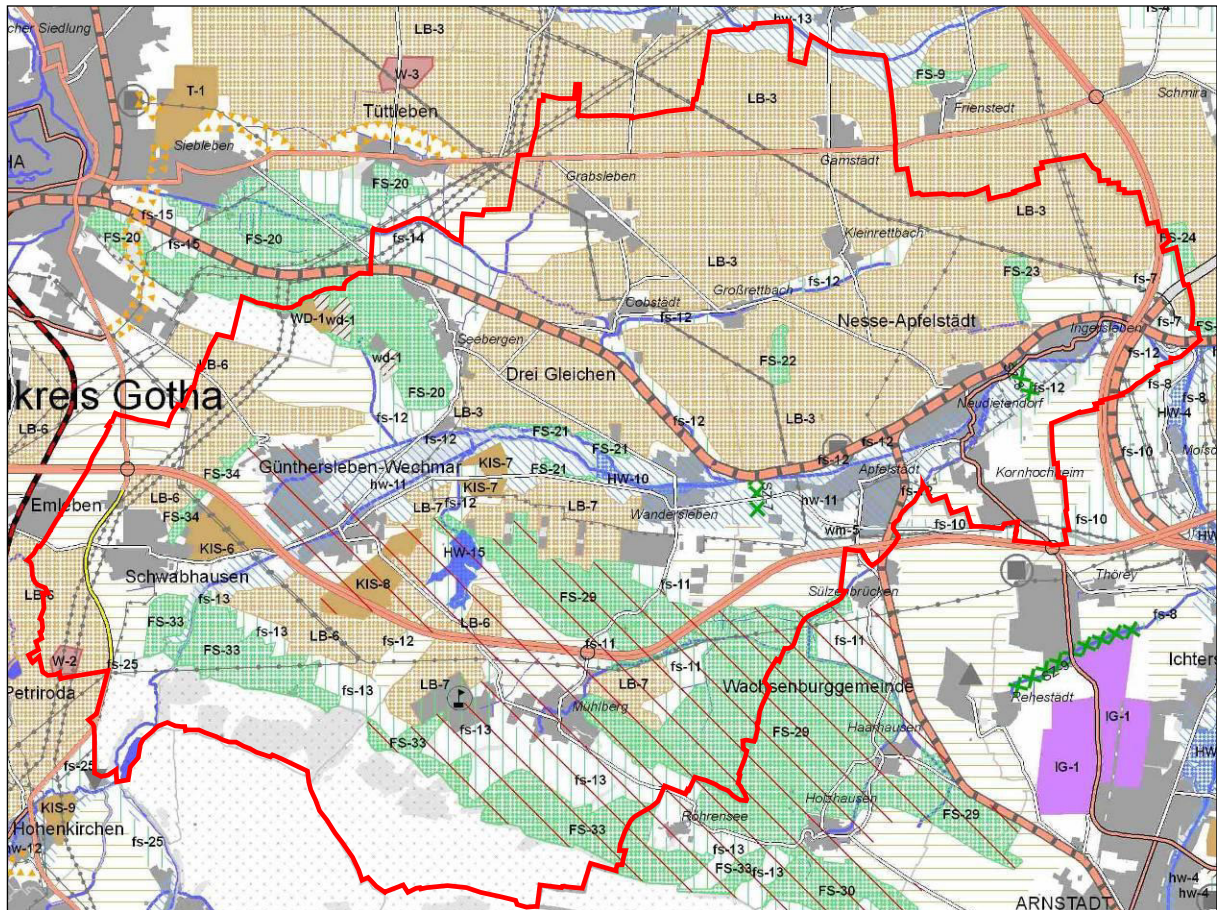 cher Siedlung
LB-3
hw-13
fs-4
W-3
FS-9
Schmira
T-1
Tüttleben
LB-3
Frienstedt
Siebleben
HA
Gamstädt
FS-20
Grabsleben
LB-3
fs-15
FS-20
fs-15
FS-20
fs-14
Kleinrettbach
FS-24
LB-3
FS-23
fs-7
Großrettbach
fs-12
Cobstädt
fs-12
Nesse-Apfelstädt
Ingersleben
fs-7
FS-
WD-1
wd-1
Seebergen
wd-1
FS-22
fs-12
fs-8
LB-6
Drei Gleichen
FS-20
fs-12
fs-8
HW-4
lkreis Gotha
Neudietendorf
LB-6
fs-12
LB-3
fs-12
LB-3
fs-12
FS-21
FS-21
fs-12
fs-10
FS-34
Günthersleben-Wechmar
KIS-7
FS-21
Apfelstädt
Kornhochheim
hw-11
KIS-7
HW-10
Emleben
LB-6
fs-12
LB-7
LB-7
Wandersleben
hw-11
FS-34
fs-10
fs-10
KIS-6
HW-15
wm-5
Schwabhausen
KIS-8
fs-11
Thörey
LB-6
fs-13
FS-29
Sülzenbrücken
fs-8
FS-33
fs-13
LB-6
fs-12
LB-6
fs-11
fs-11
W-2
FS-33
fs-25
fs-11
Ichters
fs-13
LB-7
LB-7
Wachsenburggemeinde
Rehestädt
Petriroda
Mühlberg
IG-1
fs-13
Haarhausen
FS-29
FS-33
fs-13
IG-1
HW
fs-25
KIS-9
Holzhausen
Hohenkirchen
FS-33
Röhrensee
FS-29
hw-12
fs-25
fs-13
FS-33
fs-13
FS-30
hw-4
hw-4
ARNSTADT